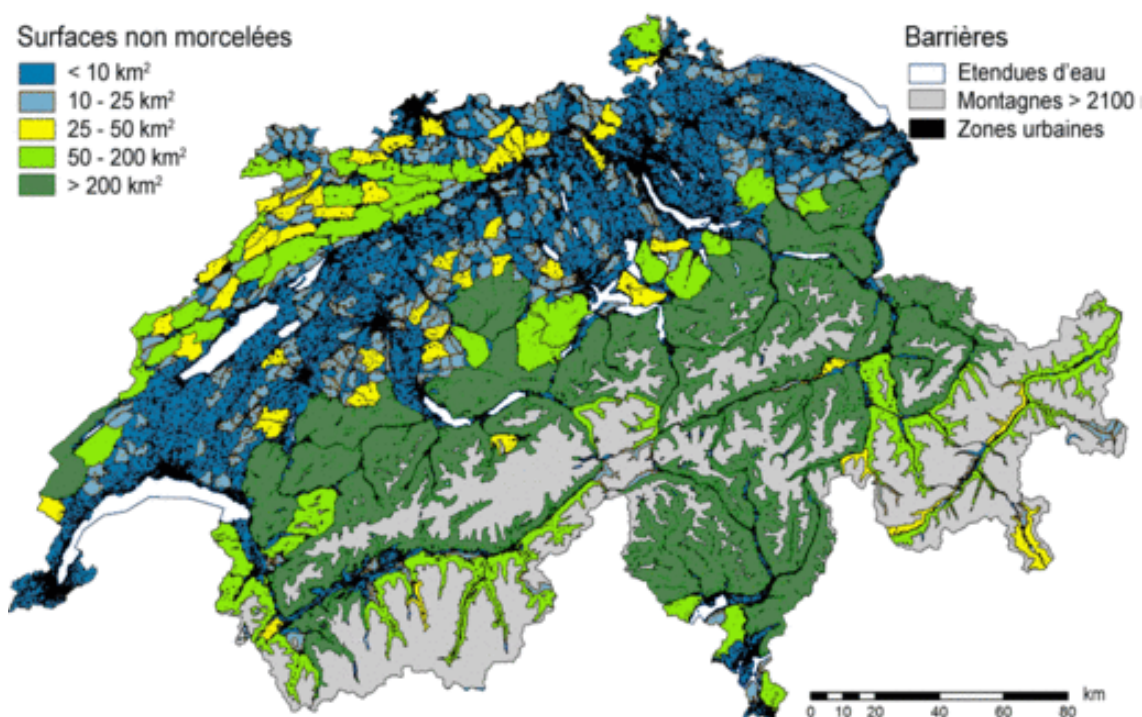 Surfaces non morcelées
< 10 km²
10 - 25 km²
25 - 50 km²
50 - 200 km²
> 200 km²
Barrières
Etendues d'eau
Montagnes > 2100
Zones urbaines
km
0 10 20 40 60 80